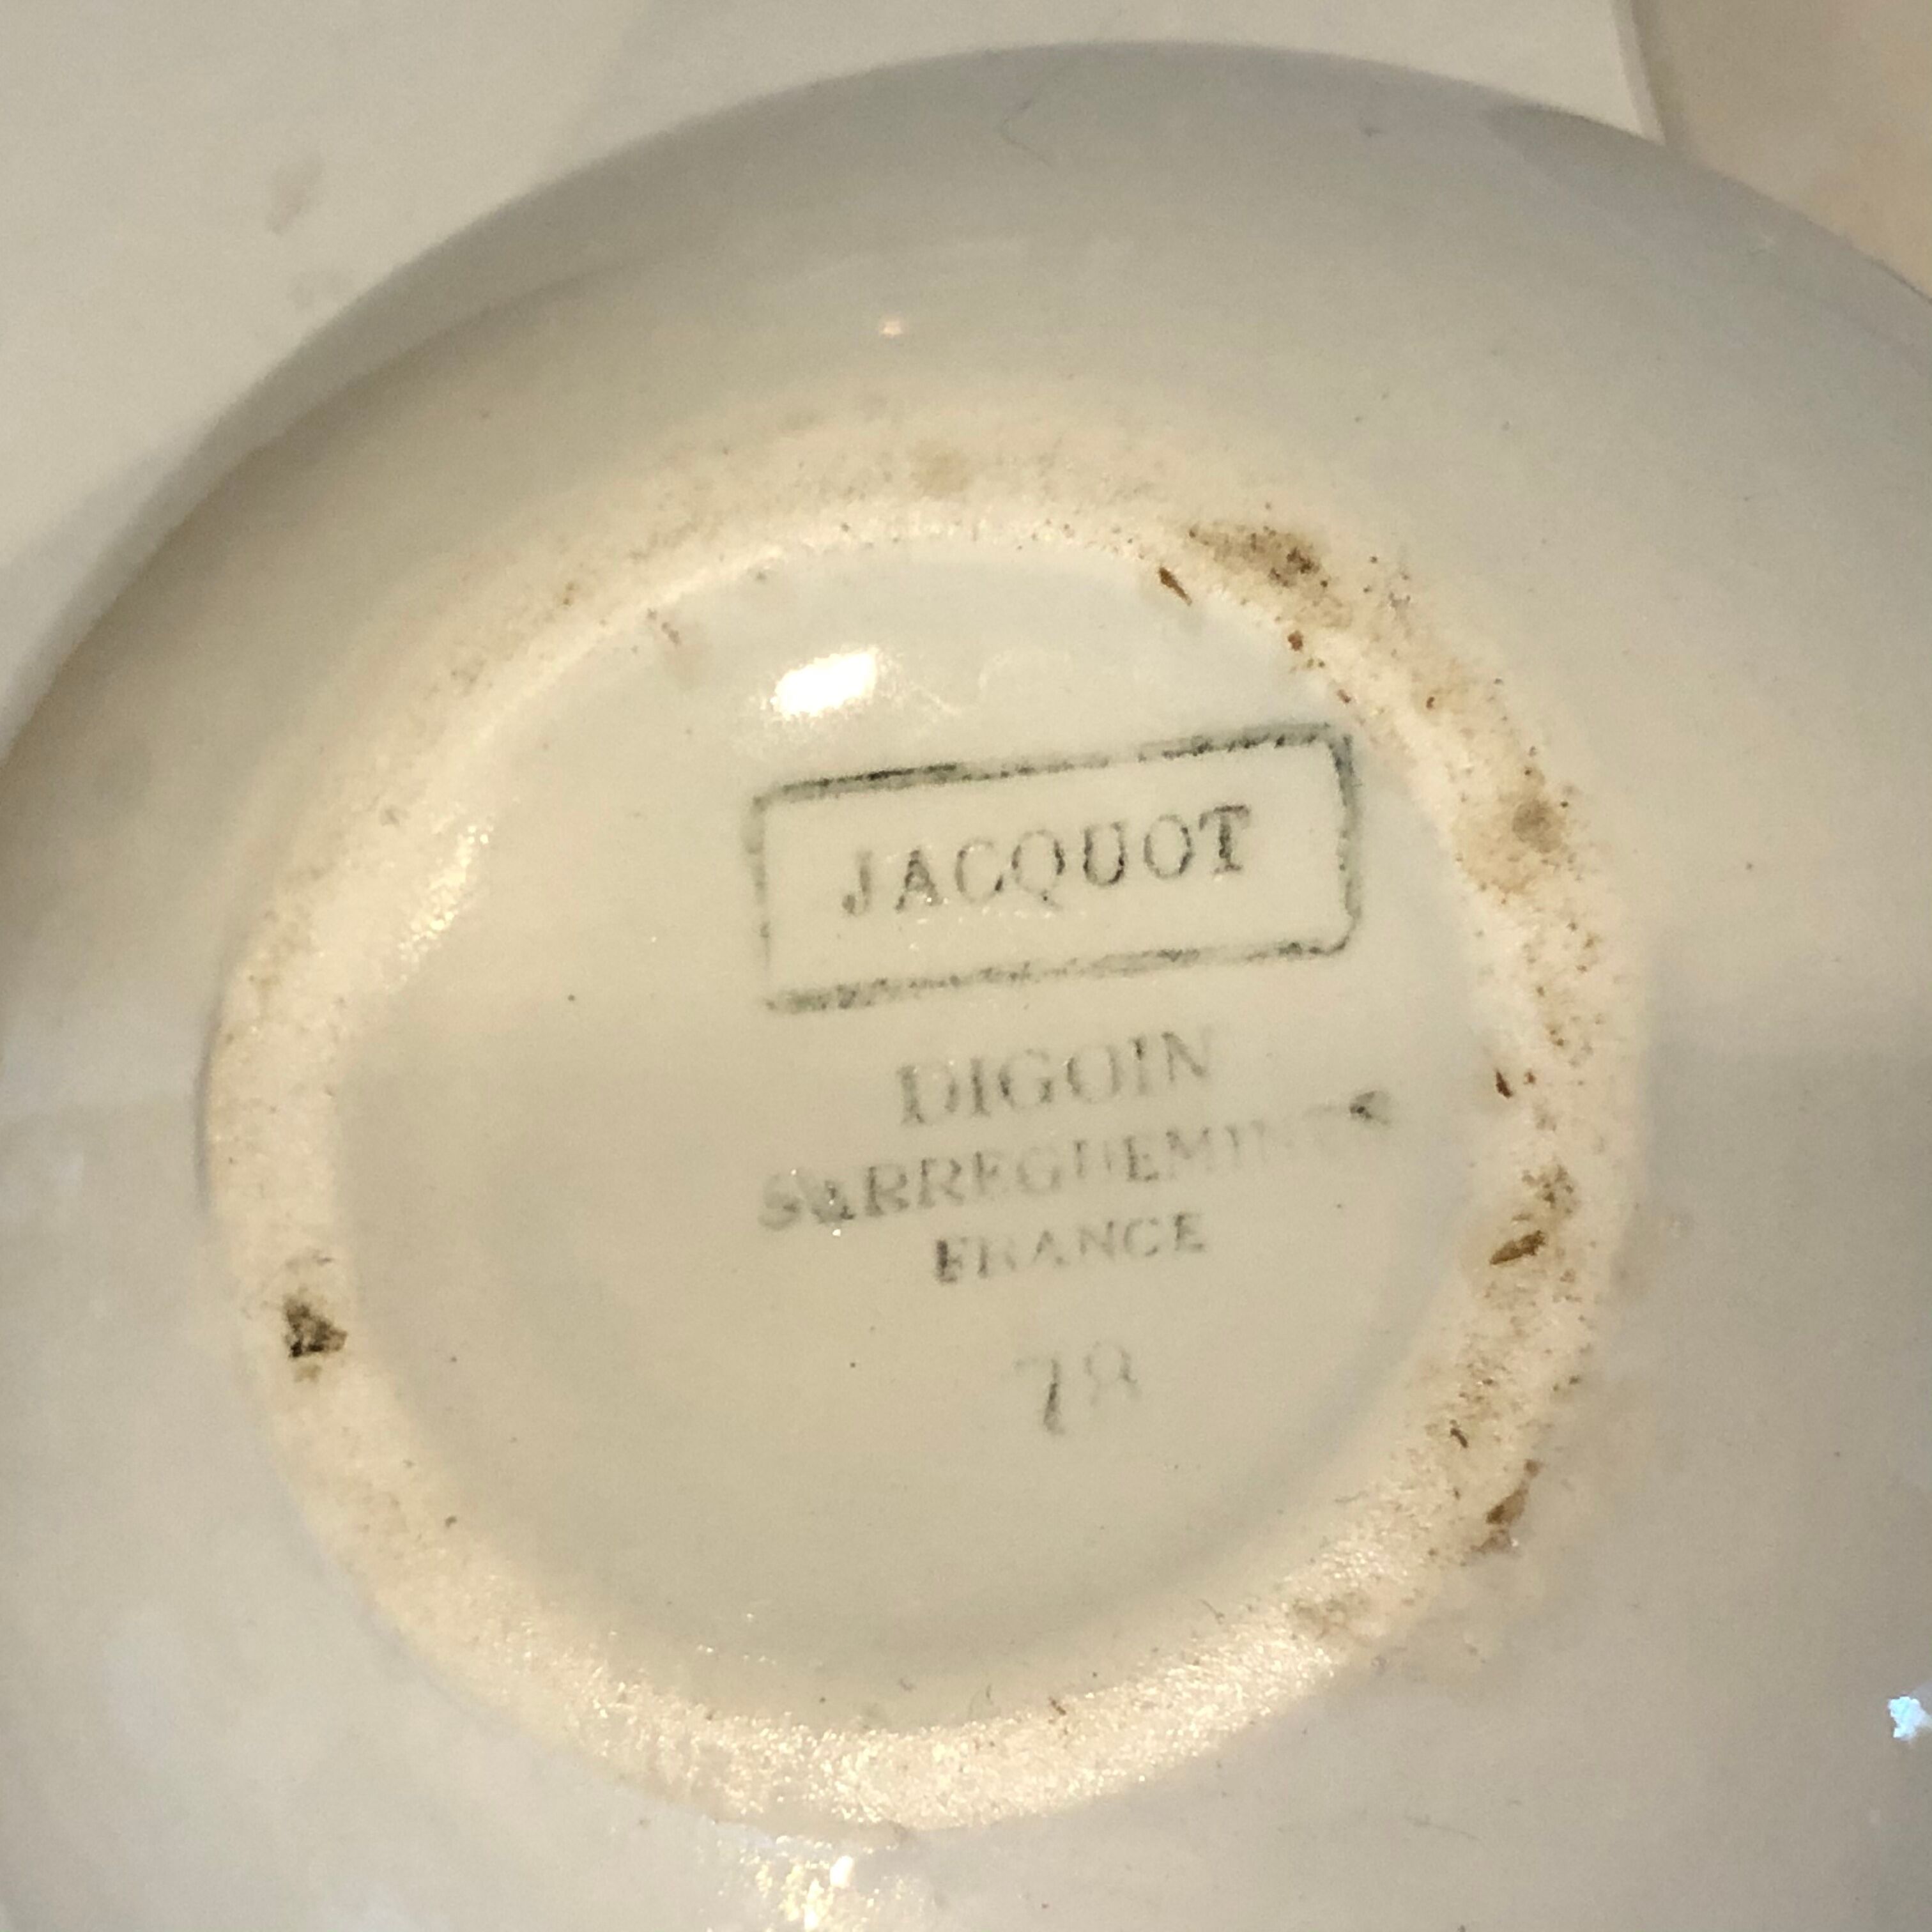 JACQUOT
DIGOIN
SARREGUEMINES
FRANCE
78